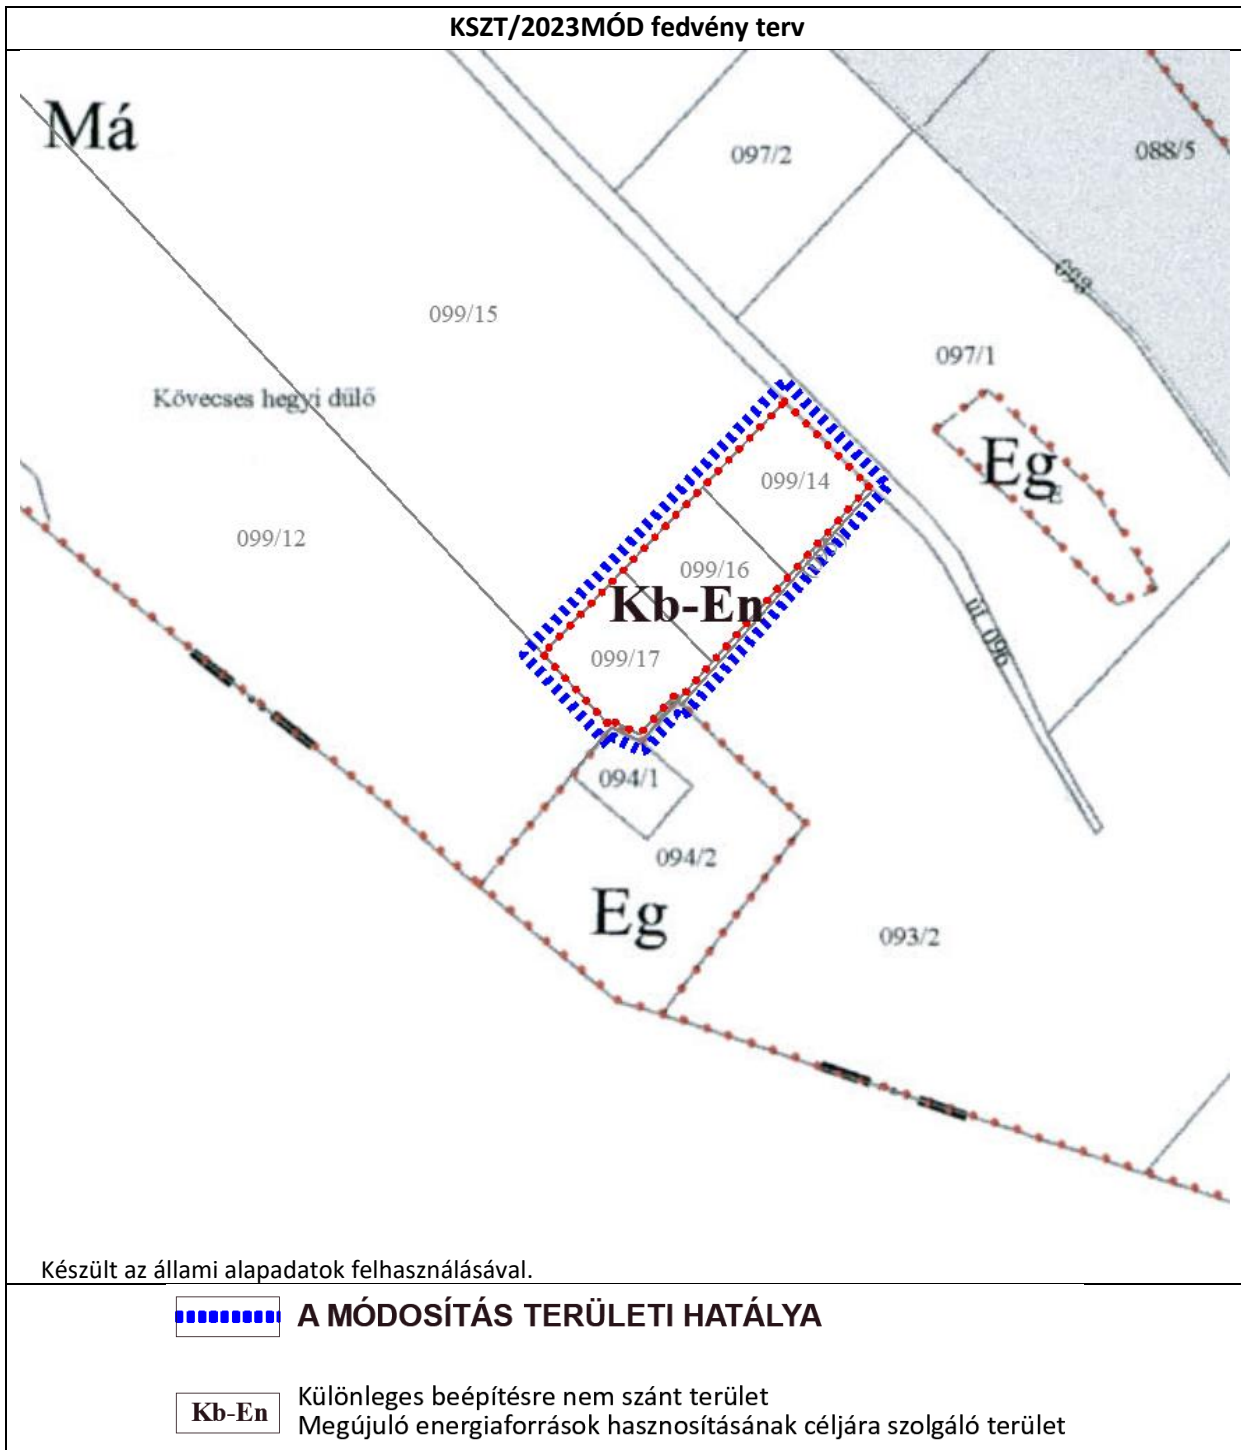 KSZT/2023MÓD fedvény terv
Má
097/2
088/5
099/15
098
097/1
Kövecses hegyi dűlő
Eg
E
099/14
099/12
099/16
Kb-En
út 096
099/17
094/1
094/2
Eg
093/2
Készült az állami alapadatok felhasználásával.
A MÓDOSÍTÁS TERÜLETI HATÁLYA
Kb-En
Különleges beépítésre nem szánt terület
Megújuló energiaforrások hasznosításának céljára szolgáló terület